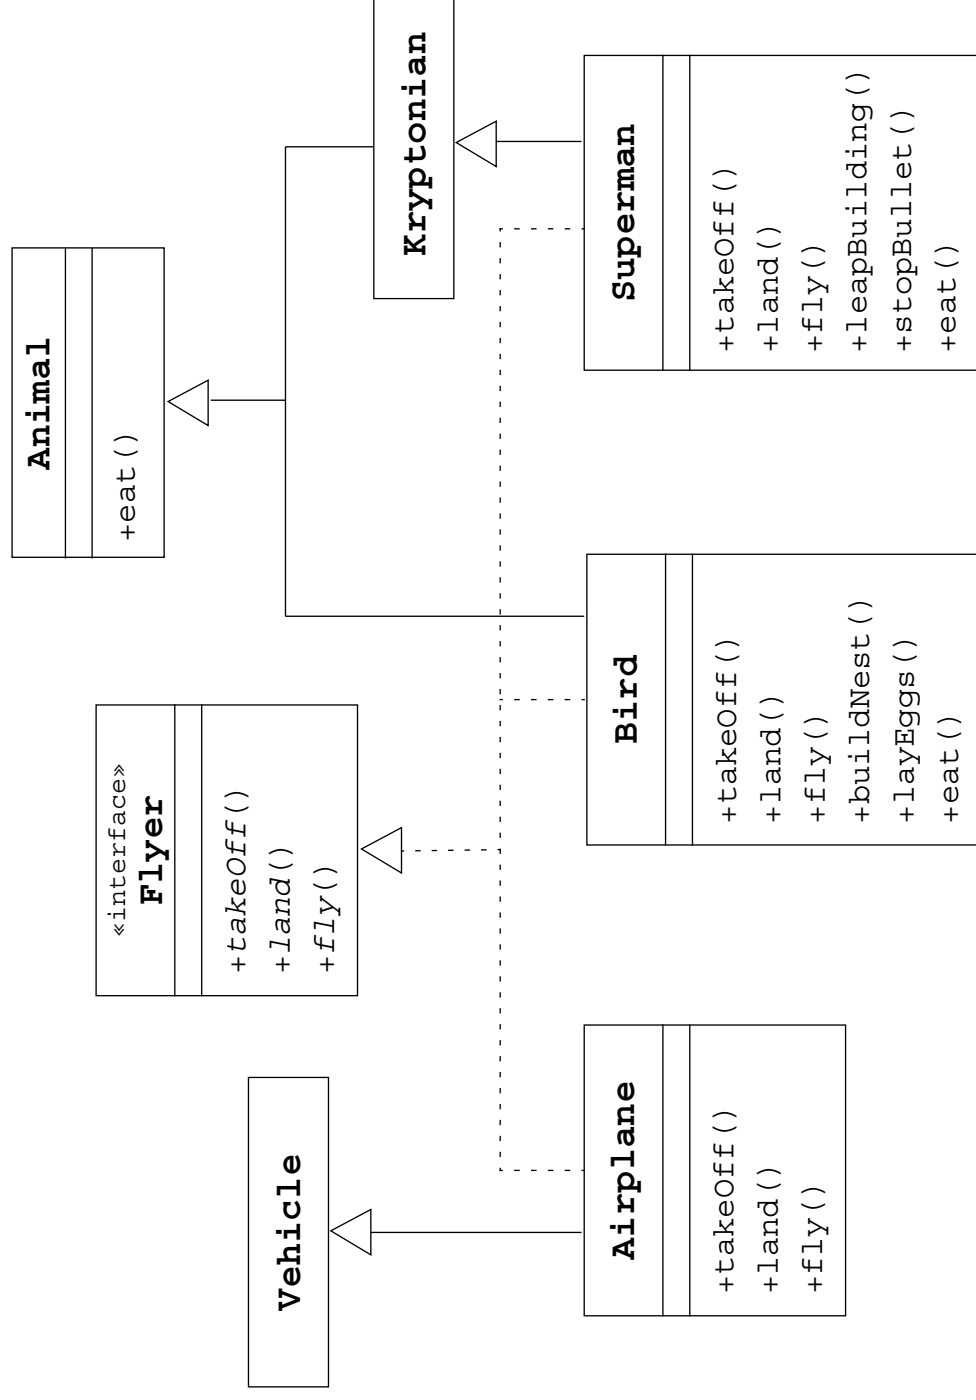 «interface»
Flyer
+takeOff()
+land()
+fly()
Animal
+eat()
Vehicle
Kryptonian
Airplane
+takeOff()
+land()
+fly()
Bird
+takeOff()
+land()
+fly()
+buildNest()
+layEggs()
+eat()
Superman
+takeOff()
+land()
+fly()
+leapBuilding()
+stopBullet()
+eat()